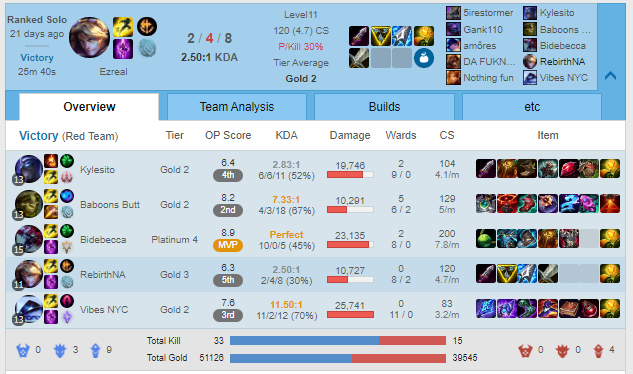 Ranked Solo
21 days ago
Victory
25m 40s
Ezreal
2 / 4 / 8
2.50:1 KDA
Level11
120 (4.7) CS
P/Kill 30%
Tier Average
Gold 2
5irestormer
Gank110
amôres
DA FUKN...
Nothing fun
Kylesito
Baboons ...
Bidebecca
RebirthNA
Vibes NYC
Overview Team Analysis Builds etc
Victory (Red Team) Tier OP Score KDA Damage Wards CS Item
13 Kylesito Gold 2 6.4 4th 2.83:1 6/6/11 (52%) 19,746 2 9 / 0 104 4.1/m
13 Baboons Butt Gold 2 8.2 2nd 7.33:1 4/3/18 (67%) 10,291 5 6 / 2 129 5/m
15 Bidebecca Platinum 4 8.9 MVP Perfect 10/0/5 (45%) 23,135 2 8 / 0 200 7.8/m
11 RebirthNA Gold 3 6.3 5th 2.50:1 2/4/8 (30%) 10,727 0 8 / 2 120 4.7/m
13 Vibes NYC Gold 2 7.6 3rd 11.50:1 11/2/12 (70%) 25,741 0 11 / 0 83 3.2/m
0 3 9 Total Kill 33 15 0 0 4
Total Gold 51126 39545